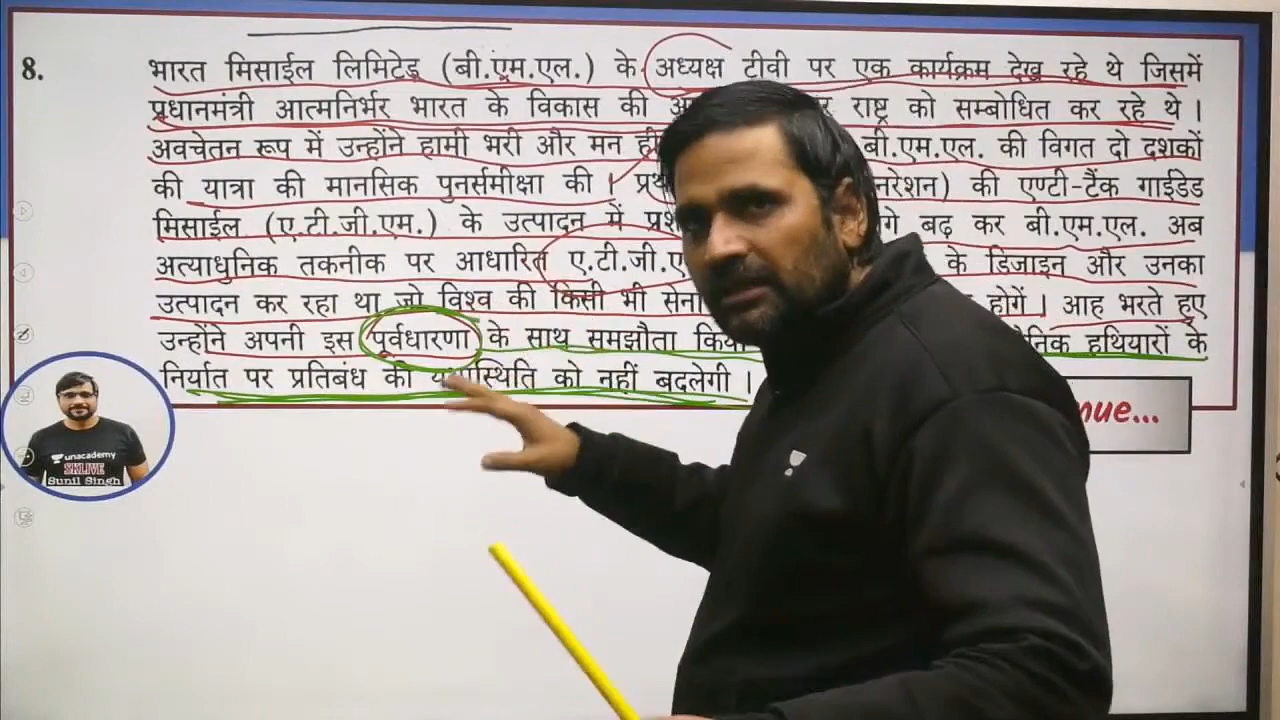 8. भारत मिसाईल लिमिटेड (बी.एम.एल.) के अध्यक्ष टीवी पर एक कार्यक्रम देख रहे थे जिसमें
प्रधानमंत्री आत्मनिर्भर भारत के विकास की राष्ट्र को सम्बोधित कर रहे थे ।
अवचेतन रूप में उन्होंने हामी भरी और मन ही बी.एम.एल. की विगत दो दशकों
की यात्रा की मानसिक पुनर्समीक्षा की । की एण्टी-टैंक गाईडेड
मिसाईल (ए.टी.जी.एम.) के उत्पादन में बढ़ कर बी.एम.एल. अब
अत्याधुनिक तकनीक पर आधारित के डिजाइन और उनका
उत्पादन कर रहा था जो विश्व की किसी भी होगें । आह भरते हुए
उन्होंने अपनी इस पूर्वधारणा के साथ समझौता हथियारों के
निर्यात पर प्रतिबंध की को नहीं बदलेगी ।
unacademy
SKLIVE
Sunil Singh